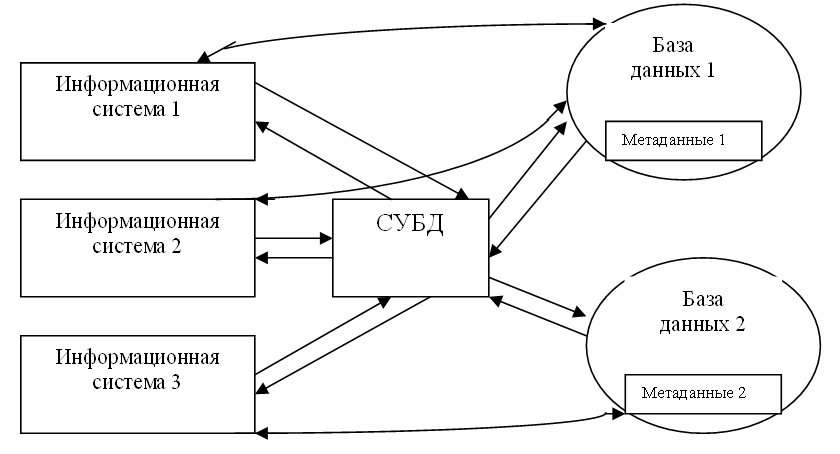 Информационная
система 1
База
данных 1
Метаданные 1
Информационная
система 2
СУБД
База
данных 2
Информационная
система 3
Метаданные 2